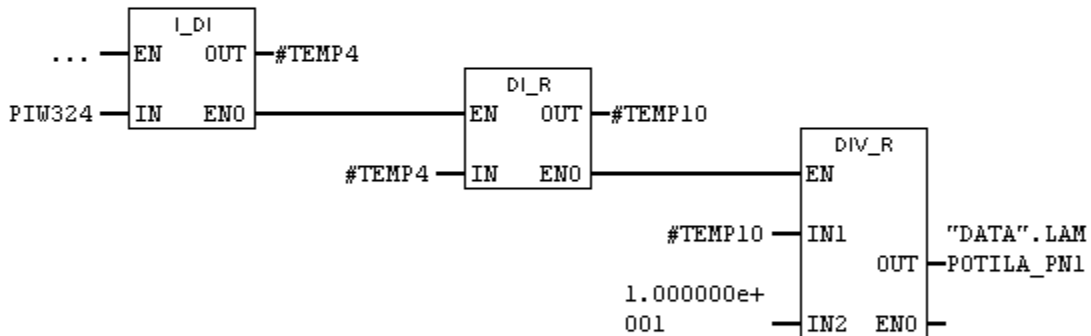 I_DI
... EN OUT #TEMP4
PIW324 IN ENO
DI_R
EN OUT #TEMP10
#TEMP4 IN ENO
DIV_R
EN
#TEMP10 IN1
"DATA".LAM
OUT POTILA_PN1
1.000000e+
001 IN2 ENO